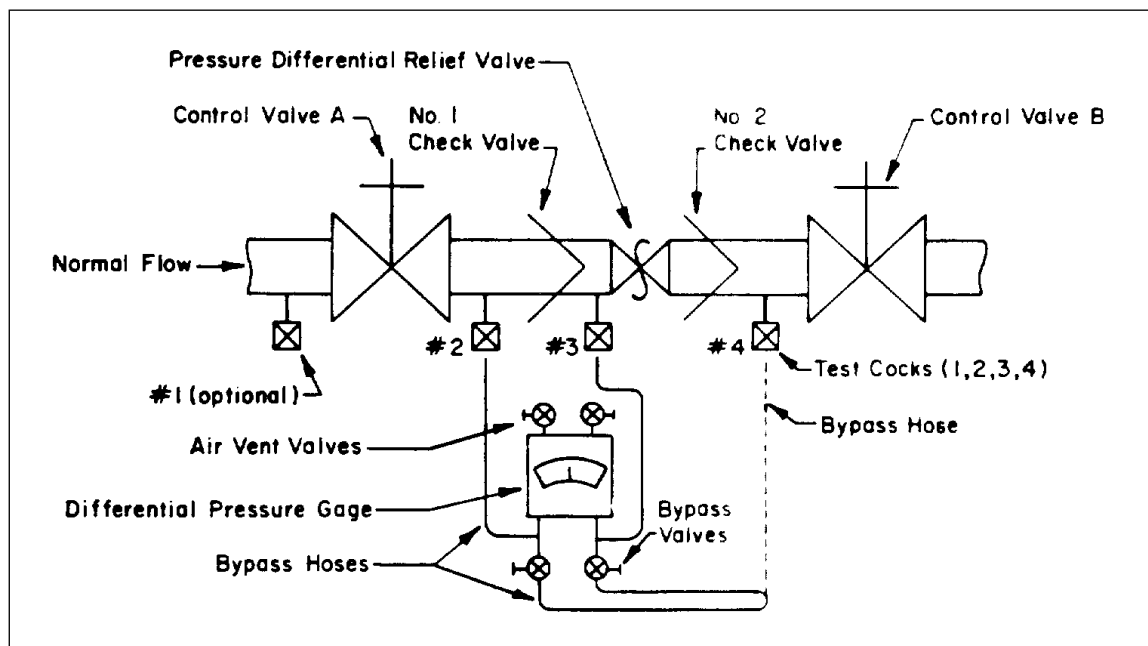 Pressure Differential Relief Valve
Control Valve A
No. 1
Check Valve
No. 2
Check Valve
Control Valve B
Normal Flow
#2
#3
#4
#1 (optional)
Test Cocks (1,2,3,4)
Bypass Hose
Air Vent Valves
Differential Pressure Gage
Bypass
Valves
Bypass Hoses